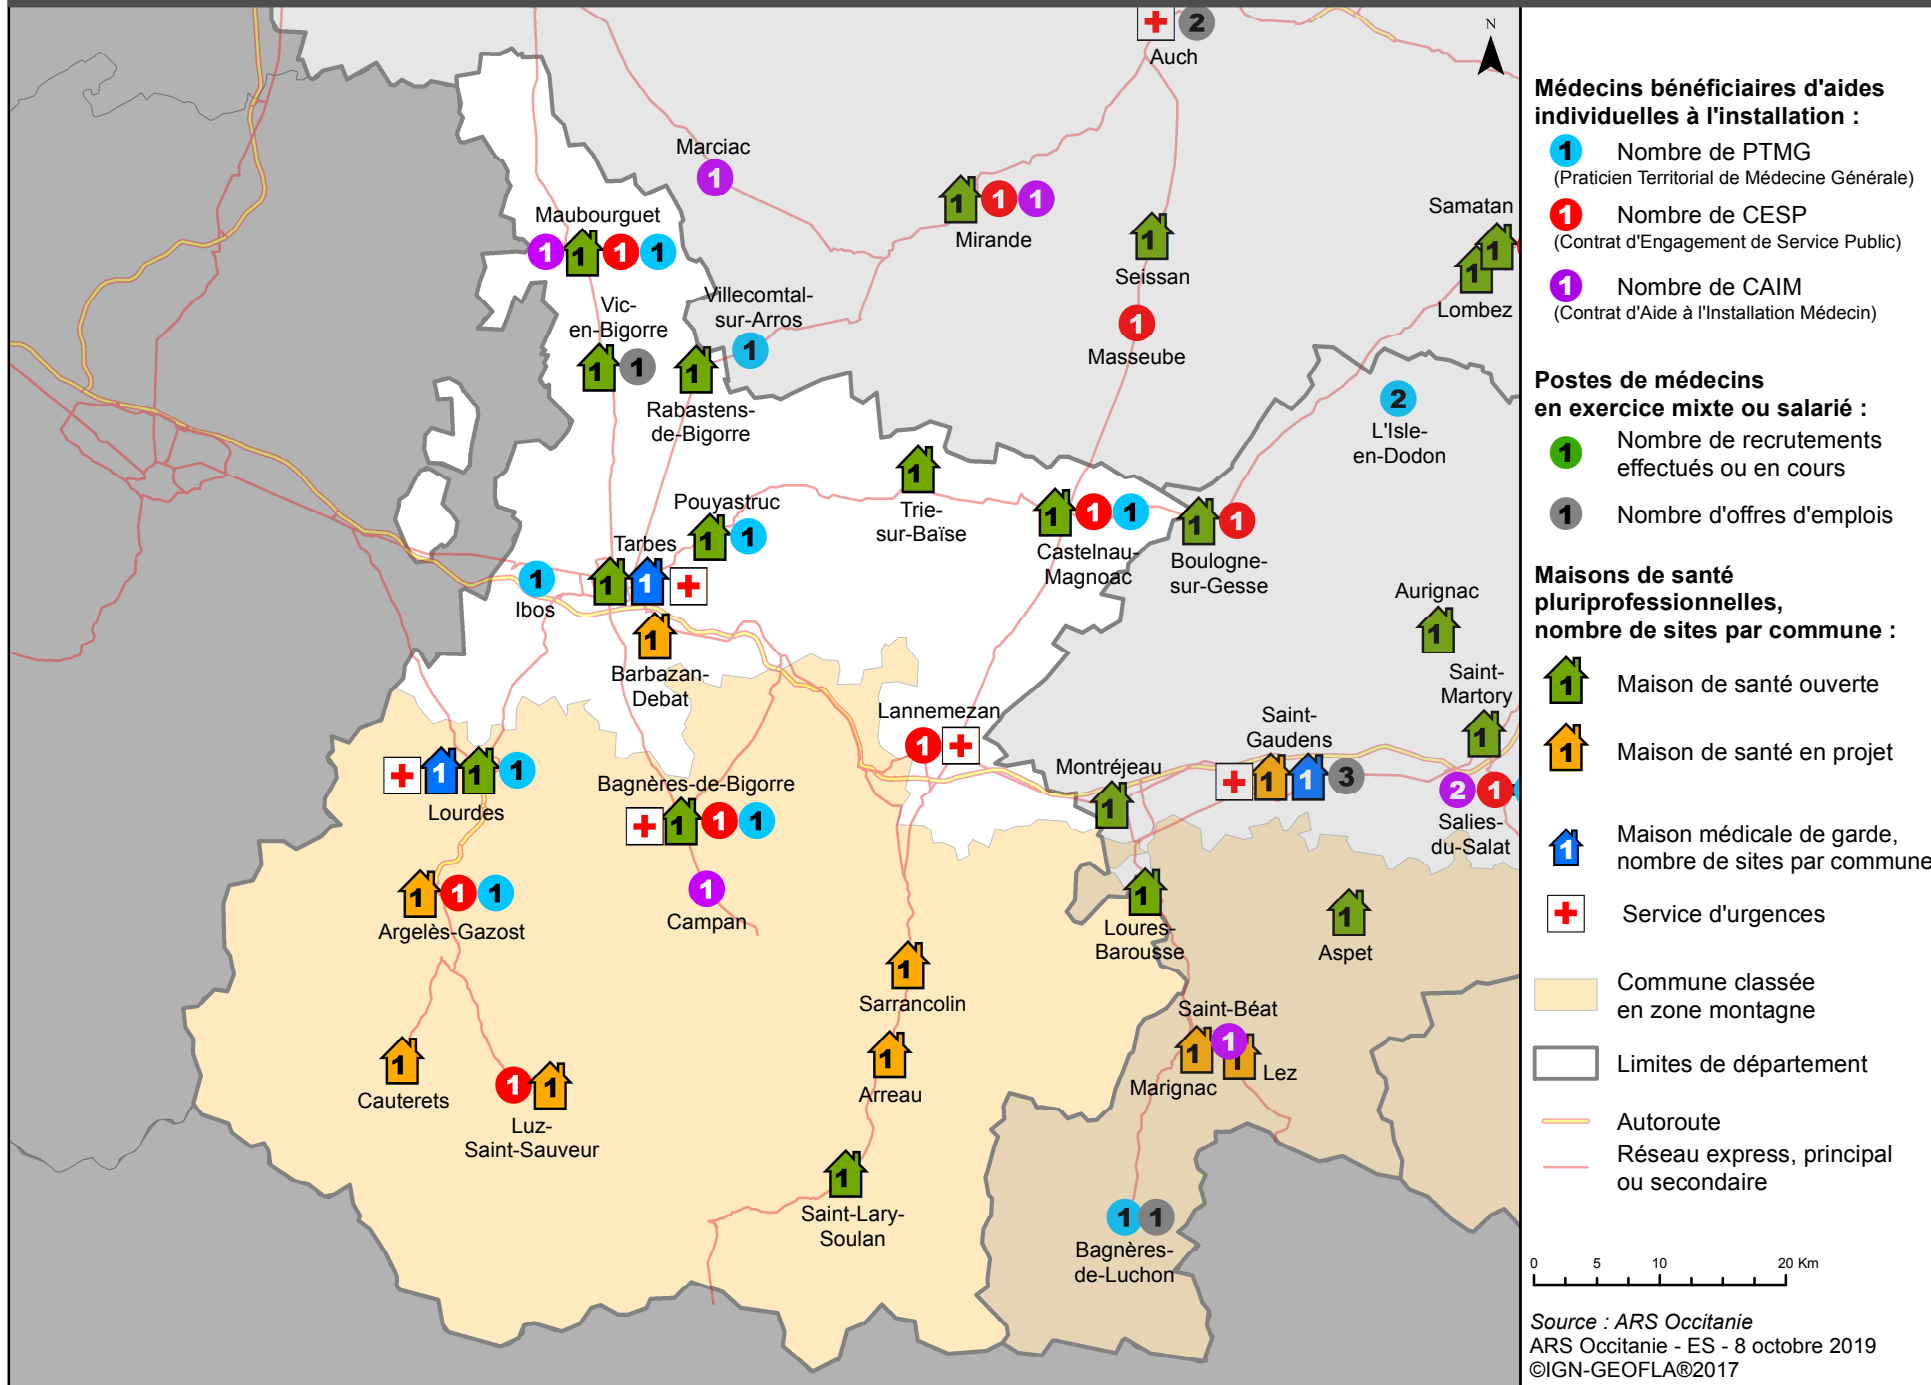 2
Auch
N
Marciac
1
Maubourguet
1 1 1 1
1 1 1
Mirande
1
Seissan
Samatan
1
1
Lombez
Vic-
en-Bigorre
1 1
Villecomtal-
sur-Arros
1
1
Rabastens-
de-Bigorre
1
Masseube
2
L'Isle-
en-Dodon
1
Trie-
sur-Baïse
Pouyastruc
1 1
1 1 1
Castelnau-
Magnoac
1 1
Boulogne-
sur-Gesse
Tarbes
1 1
1
Ibos
1
Barbazan-
Debat
Aurignac
1
Saint-
Martory
1
Lannemezan
1
Saint-
Gaudens
1 1 3
Montréjeau
1
2 1
Salies-
du-Salat
1 1 1
Lourdes
Bagnères-de-Bigorre
1 1 1
1 1 1
Argelès-Gazost
1
Campan
1
Loures-
Barousse
1
Aspet
1
Sarrancolin
Saint-Béat
1
1 1
Marignac
Lez
1
Cauterets
1 1
Luz-
Saint-Sauveur
1
Arreau
1
Saint-Lary-
Soulan
1 1
Bagnères-
de-Luchon
Médecins bénéficiaires d'aides
individuelles à l'installation :
1 Nombre de PTMG
(Praticien Territorial de Médecine Générale)
1 Nombre de CESP
(Contrat d'Engagement de Service Public)
1 Nombre de CAIM
(Contrat d'Aide à l'Installation Médecin)
Postes de médecins
en exercice mixte ou salarié :
1 Nombre de recrutements
effectués ou en cours
1 Nombre d'offres d'emplois
Maisons de santé
pluriprofessionnelles,
nombre de sites par commune :
1 Maison de santé ouverte
1 Maison de santé en projet
1 Maison médicale de garde,
nombre de sites par commune
Service d'urgences
Commune classée
en zone montagne
Limites de département
Autoroute
Réseau express, principal
ou secondaire
0 5 10 20 Km
Source : ARS Occitanie
ARS Occitanie - ES - 8 octobre 2019
©IGN-GEOFLA®2017